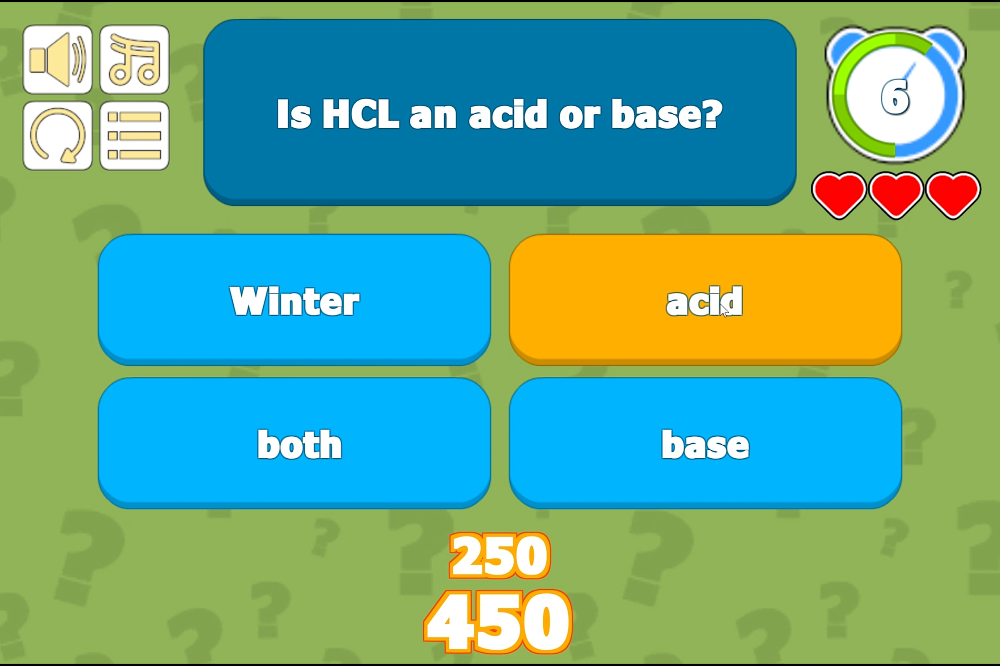 Is HCL an acid or base?
6
Winter
acid
both
base
250
450